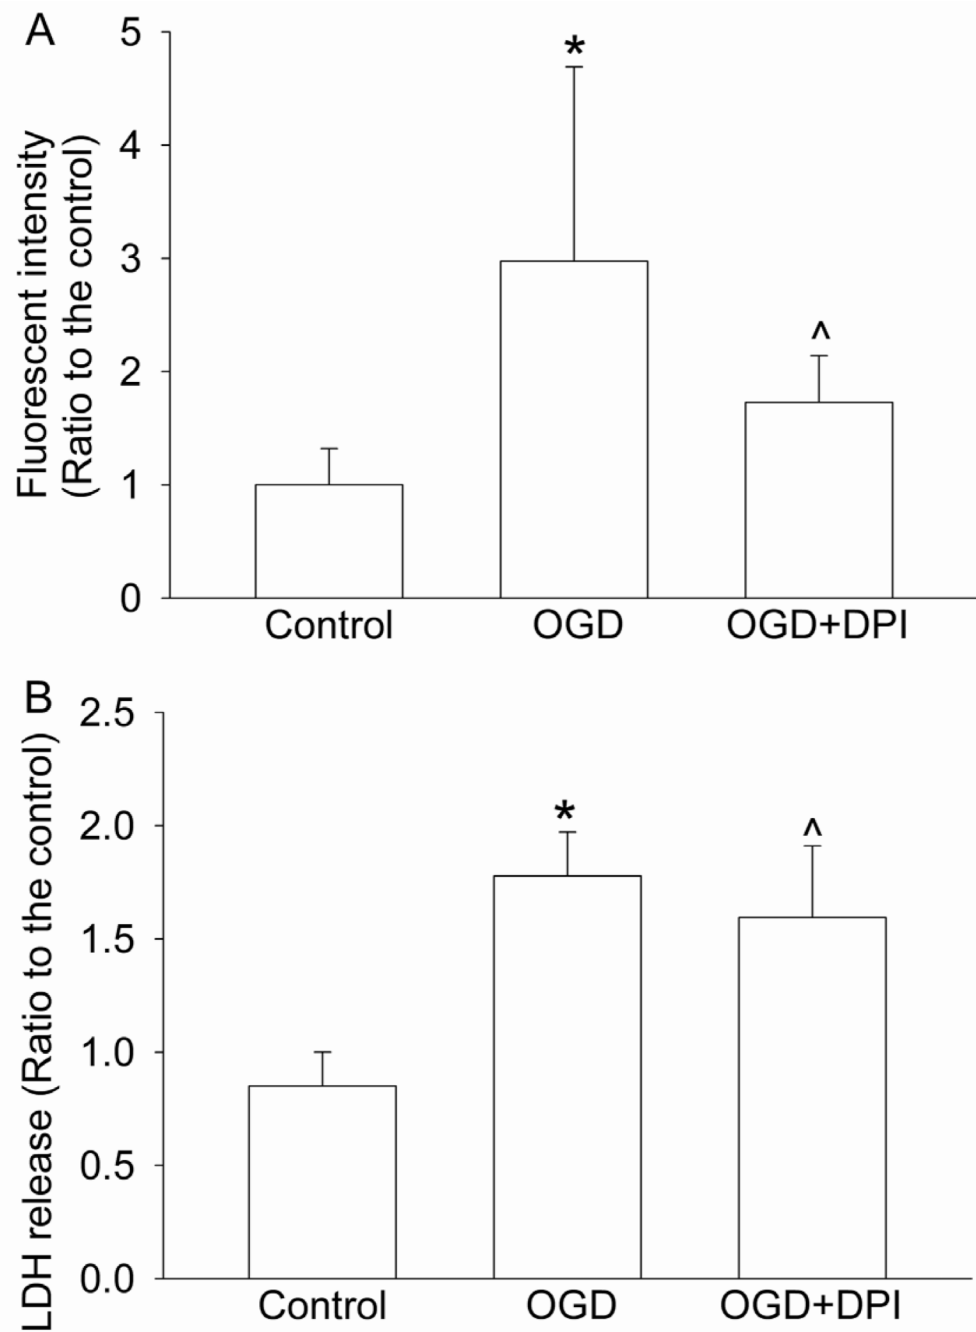 A
Fluorescent intensity
(Ratio to the control)
5
4
3
2
1
0
*
^
Control OGD OGD+DPI
B
LDH release (Ratio to the control)
2.5
2.0
1.5
1.0
0.5
0.0
*
^
Control OGD OGD+DPI